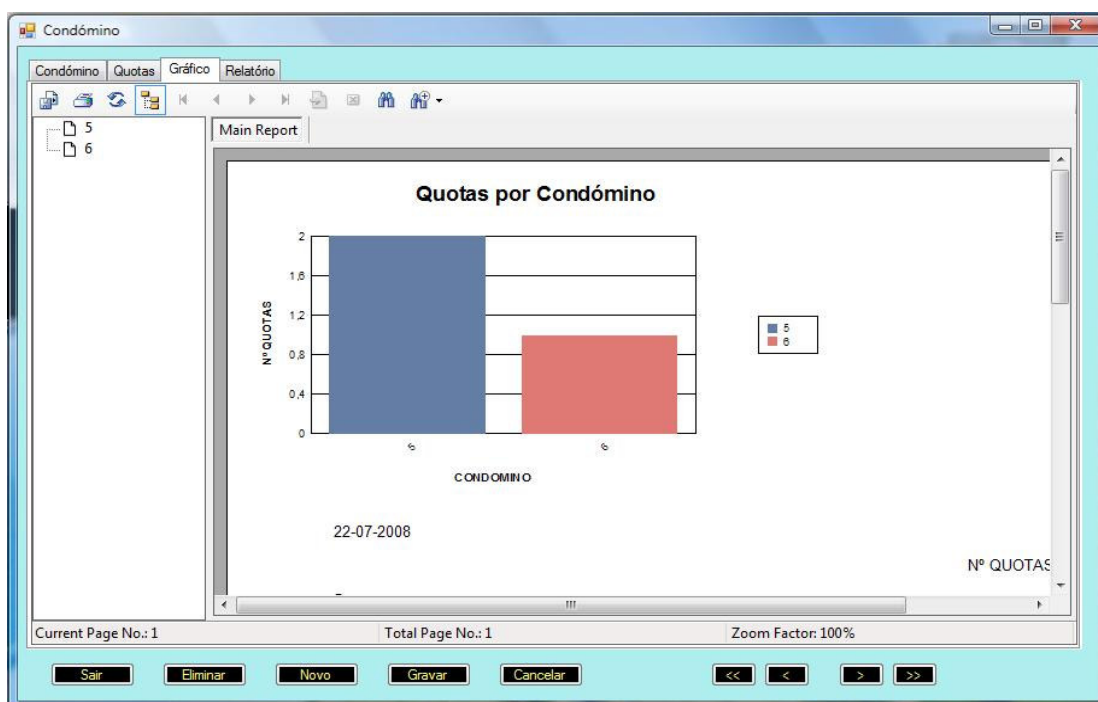 Condómino
Condómino Quotas Gráfico Relatório
5
6
Main Report
Quotas por Condómino
2
1,6
1,2
0,8
0,4
0
Nº QUOTAS
5 6
CONDOMINO
5
6
22-07-2008
Nº QUOTAS
Current Page No.: 1 Total Page No.: 1 Zoom Factor: 100%
Sair Eliminar Novo Gravar Cancelar << < > >>